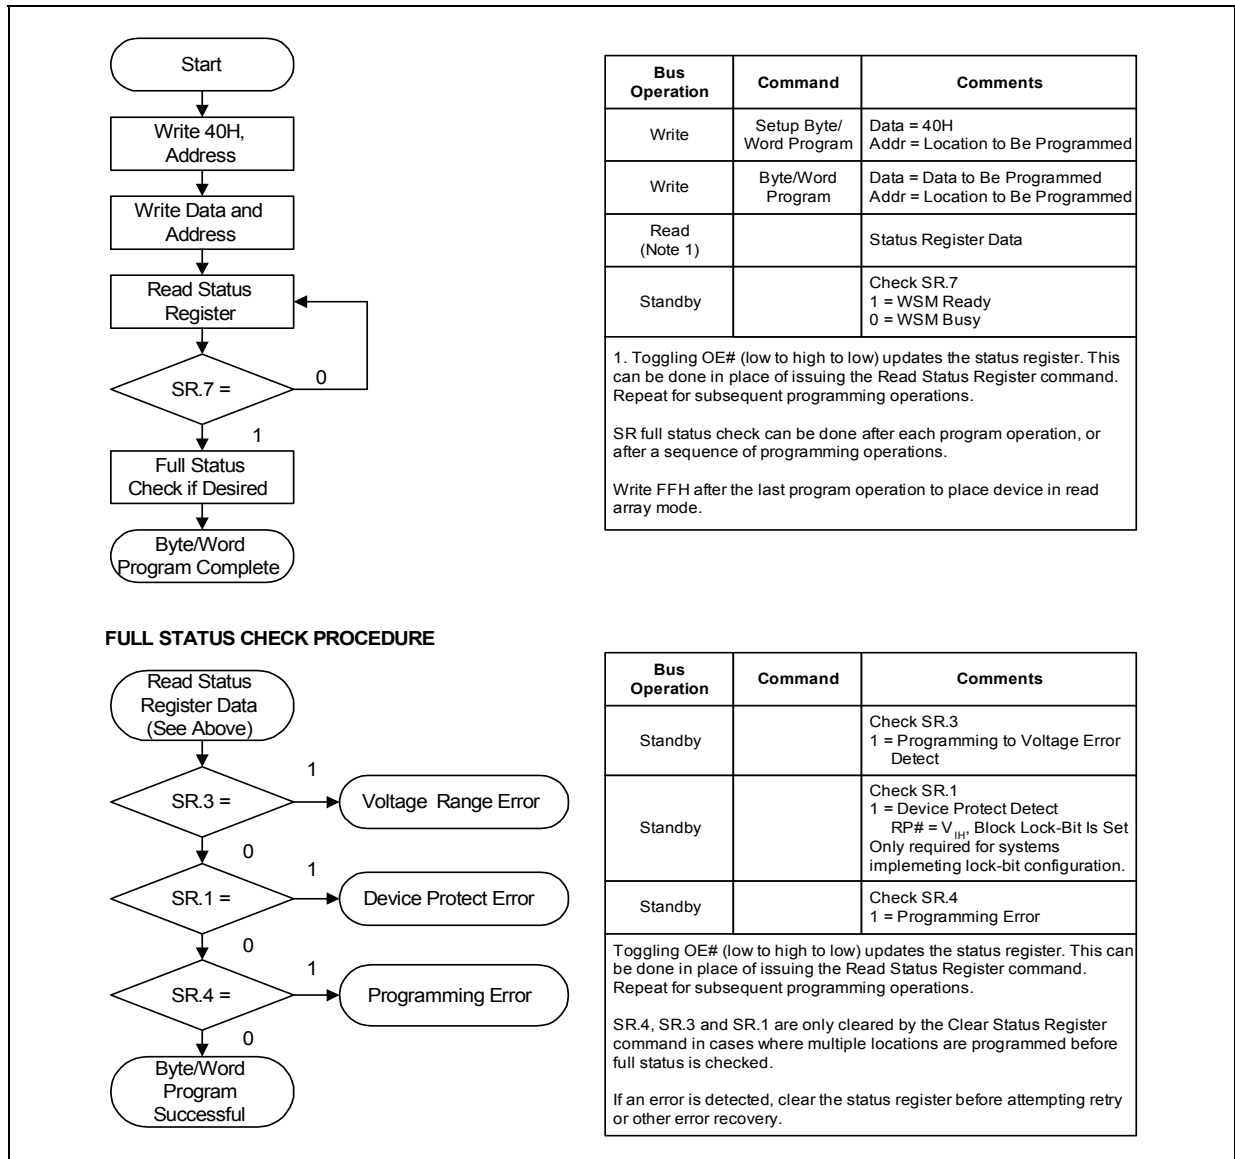 Start
Write 40H,
Address
Write Data and
Address
Read Status
Register
SR.7 =
0
1
Full Status
Check if Desired
Byte/Word
Program Complete
Bus
Operation
Command
Comments
Write
Setup Byte/
Word Program
Data = 40H
Addr = Location to Be Programmed
Write
Byte/Word
Program
Data = Data to Be Programmed
Addr = Location to Be Programmed
Read
(Note 1)
Status Register Data
Standby
Check SR.7
1 = WSM Ready
0 = WSM Busy
1. Toggling OE# (low to high to low) updates the status register. This
can be done in place of issuing the Read Status Register command.
Repeat for subsequent programming operations.
SR full status check can be done after each program operation, or
after a sequence of programming operations.
Write FFH after the last program operation to place device in read
array mode.
FULL STATUS CHECK PROCEDURE
Read Status
Register Data
(See Above)
SR.3 =
1
Voltage Range Error
0
SR.1 =
1
Device Protect Error
0
SR.4 =
1
Programming Error
0
Byte/Word
Program
Successful
Bus
Operation
Command
Comments
Standby
Check SR.3
1 = Programming to Voltage Error
Detect
Standby
Check SR.1
1 = Device Protect Detect
RP# = VIH, Block Lock-Bit Is Set
Only required for systems
implemeting lock-bit configuration.
Standby
Check SR.4
1 = Programming Error
Toggling OE# (low to high to low) updates the status register. This can
be done in place of issuing the Read Status Register command.
Repeat for subsequent programming operations.
SR.4, SR.3 and SR.1 are only cleared by the Clear Status Register
command in cases where multiple locations are programmed before
full status is checked.
If an error is detected, clear the status register before attempting retry
or other error recovery.